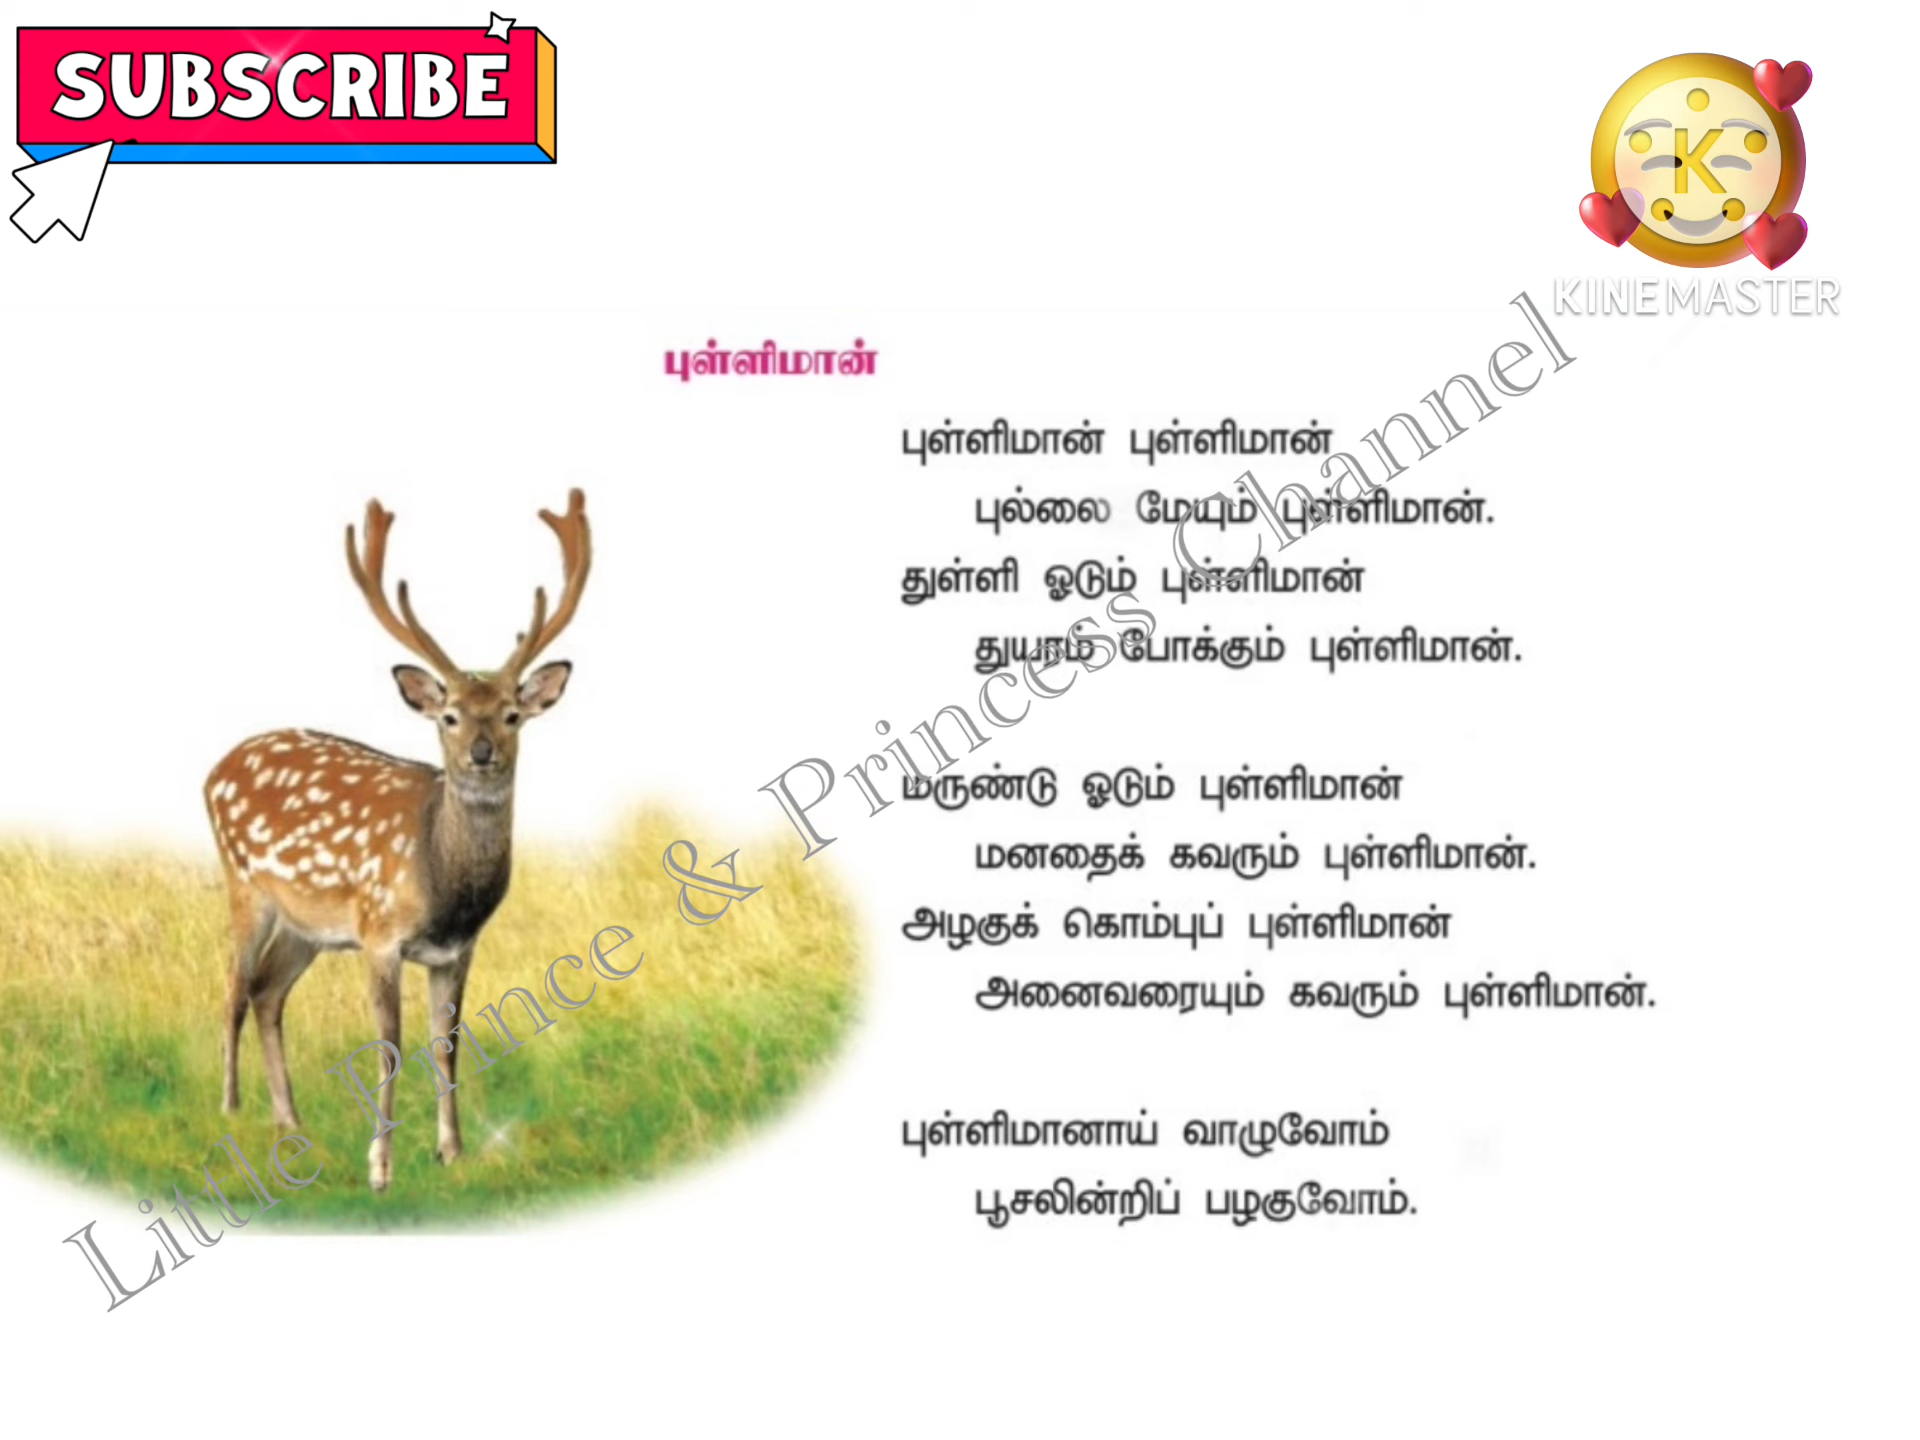 SUBSCRIBE
K
KINEMASTER
புள்ளிமான்
புள்ளிமான் புள்ளிமான்
புல்லை மேயும் புள்ளிமான்.
துள்ளி ஓடும் புள்ளிமான்
துயரம் போக்கும் புள்ளிமான்.
மருண்டு ஓடும் புள்ளிமான்
மனதைக் கவரும் புள்ளிமான்.
அழகுக் கொம்புப் புள்ளிமான்
அனைவரையும் கவரும் புள்ளிமான்.
புள்ளிமானாய் வாழுவோம்
பூசலின்றிப் பழகுவோம்.
Little Prince & Princess Channel